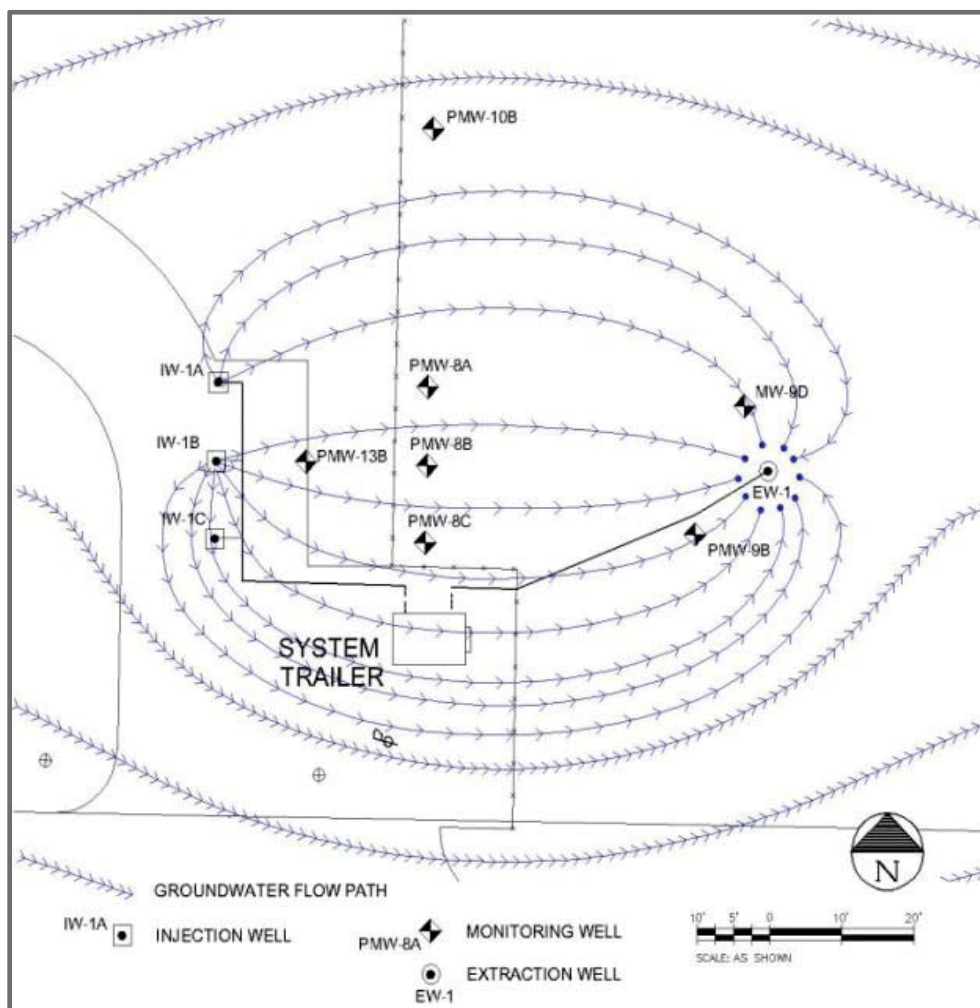 PMW-10B
IW-1A
PMW-8A
MW-9D
IW-1B
PMW-13B
PMW-8B
EW-1
IW-1C
PMW-8C
PMW-9B
SYSTEM
TRAILER
N
GROUNDWATER FLOW PATH
IW-1A
INJECTION WELL
PMW-8A
MONITORING WELL
EW-1
EXTRACTION WELL
10' 5' 0 10' 20'
SCALE: AS SHOWN